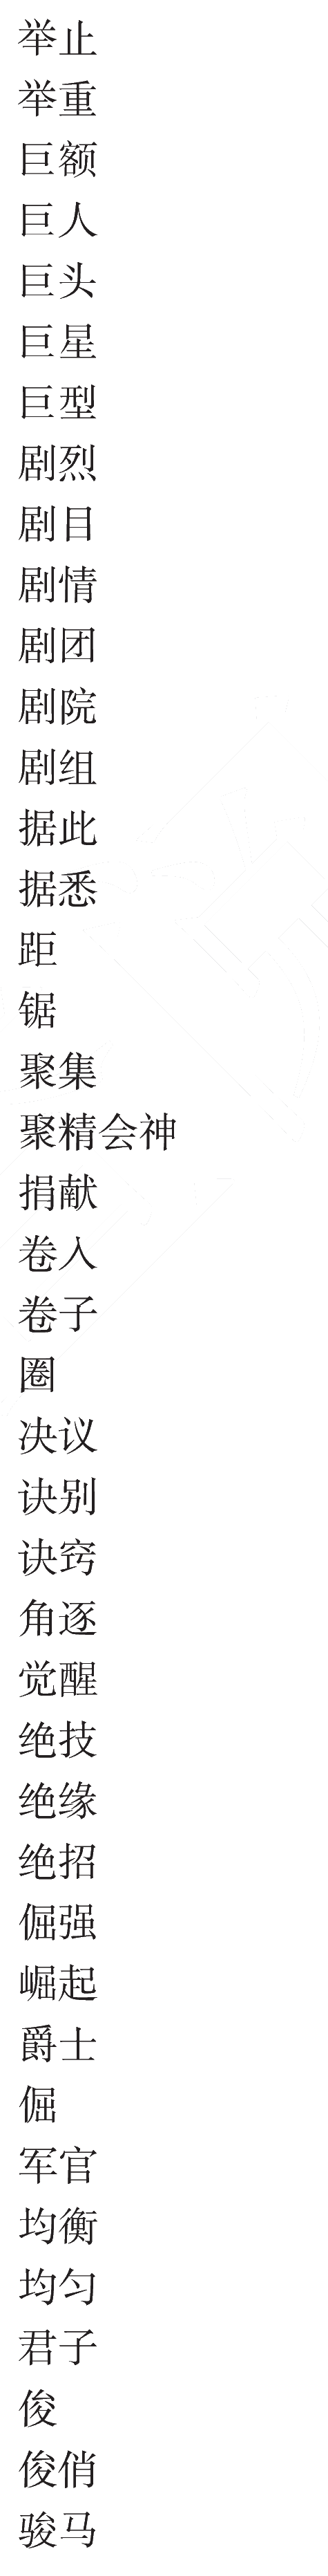 举止
举重
巨额
巨人
巨头
巨星
巨型
剧烈
剧目
剧情
剧团
剧院
剧组
据此
据悉
距
锯
聚集
聚精会神
捐献
卷入
卷子
圈
决议
诀别
诀窍
角逐
觉醒
绝技
绝缘
绝招
倔强
崛起
爵士
倔
军官
均衡
均匀
君子
俊
俊俏
骏马